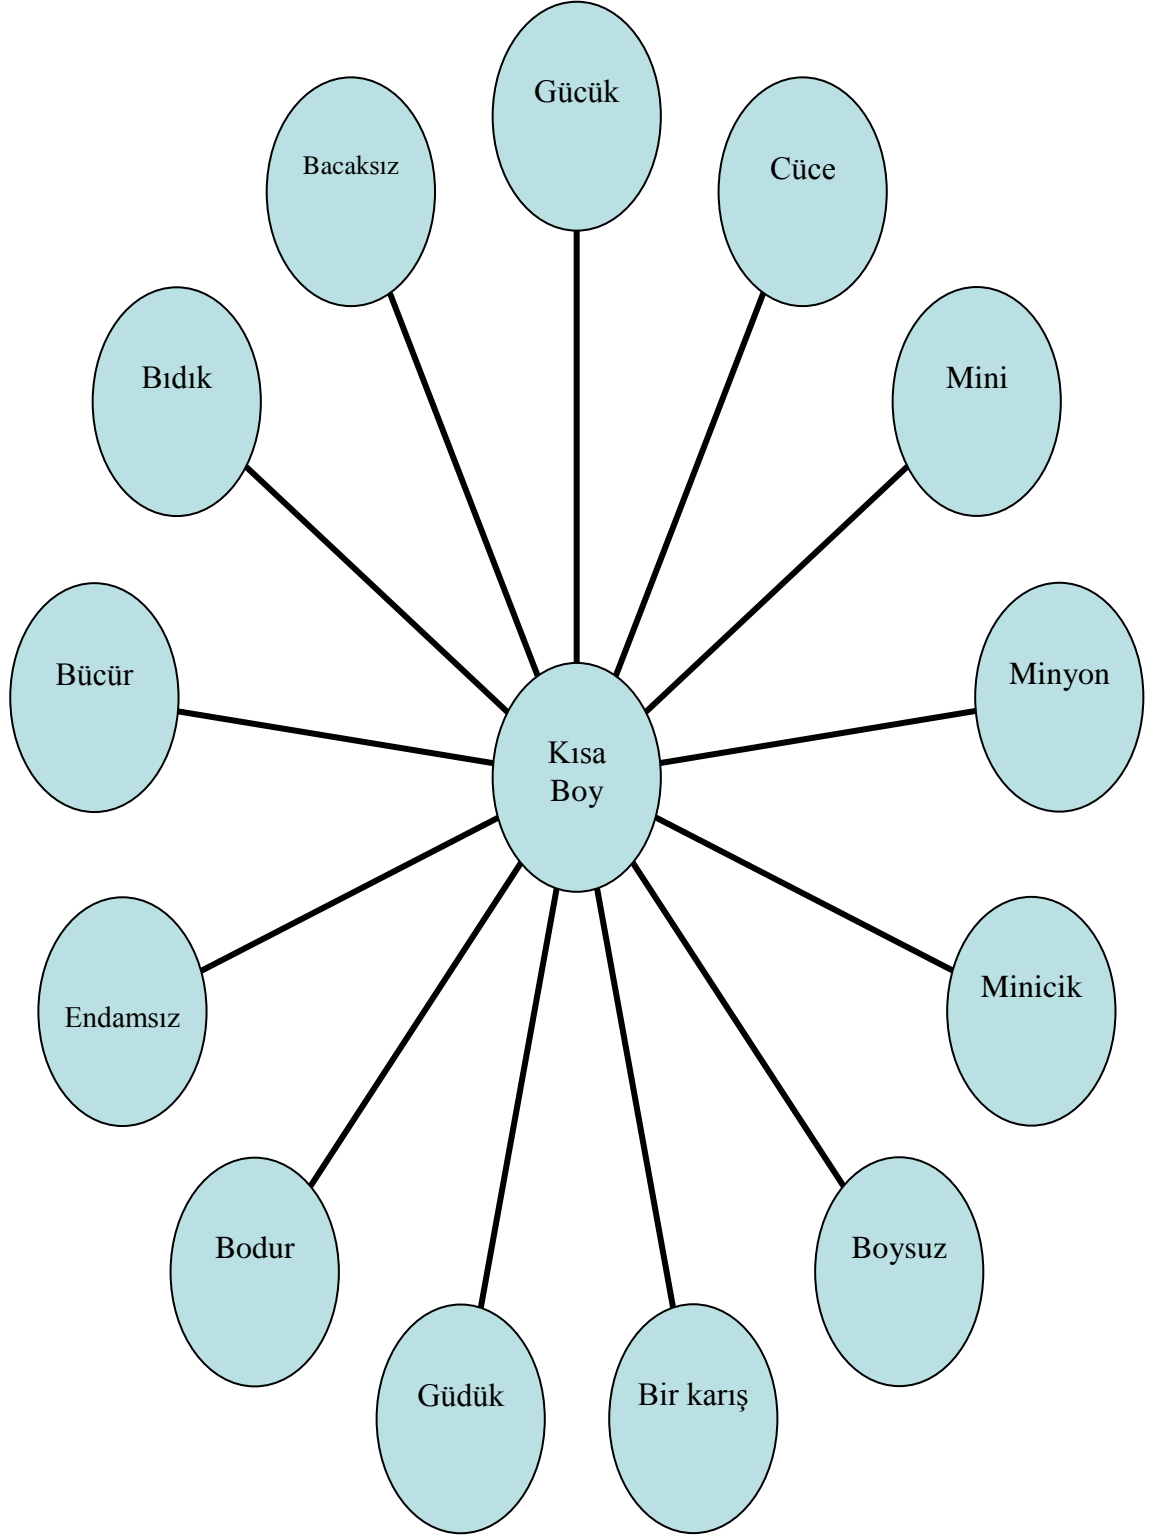 Gücük
Cüce
Mini
Minyon
Minicik
Boysuz
Bir karış
Güdük
Bodur
Endamsız
Bücür
Bıdık
Bacaksız
Kısa
Boy